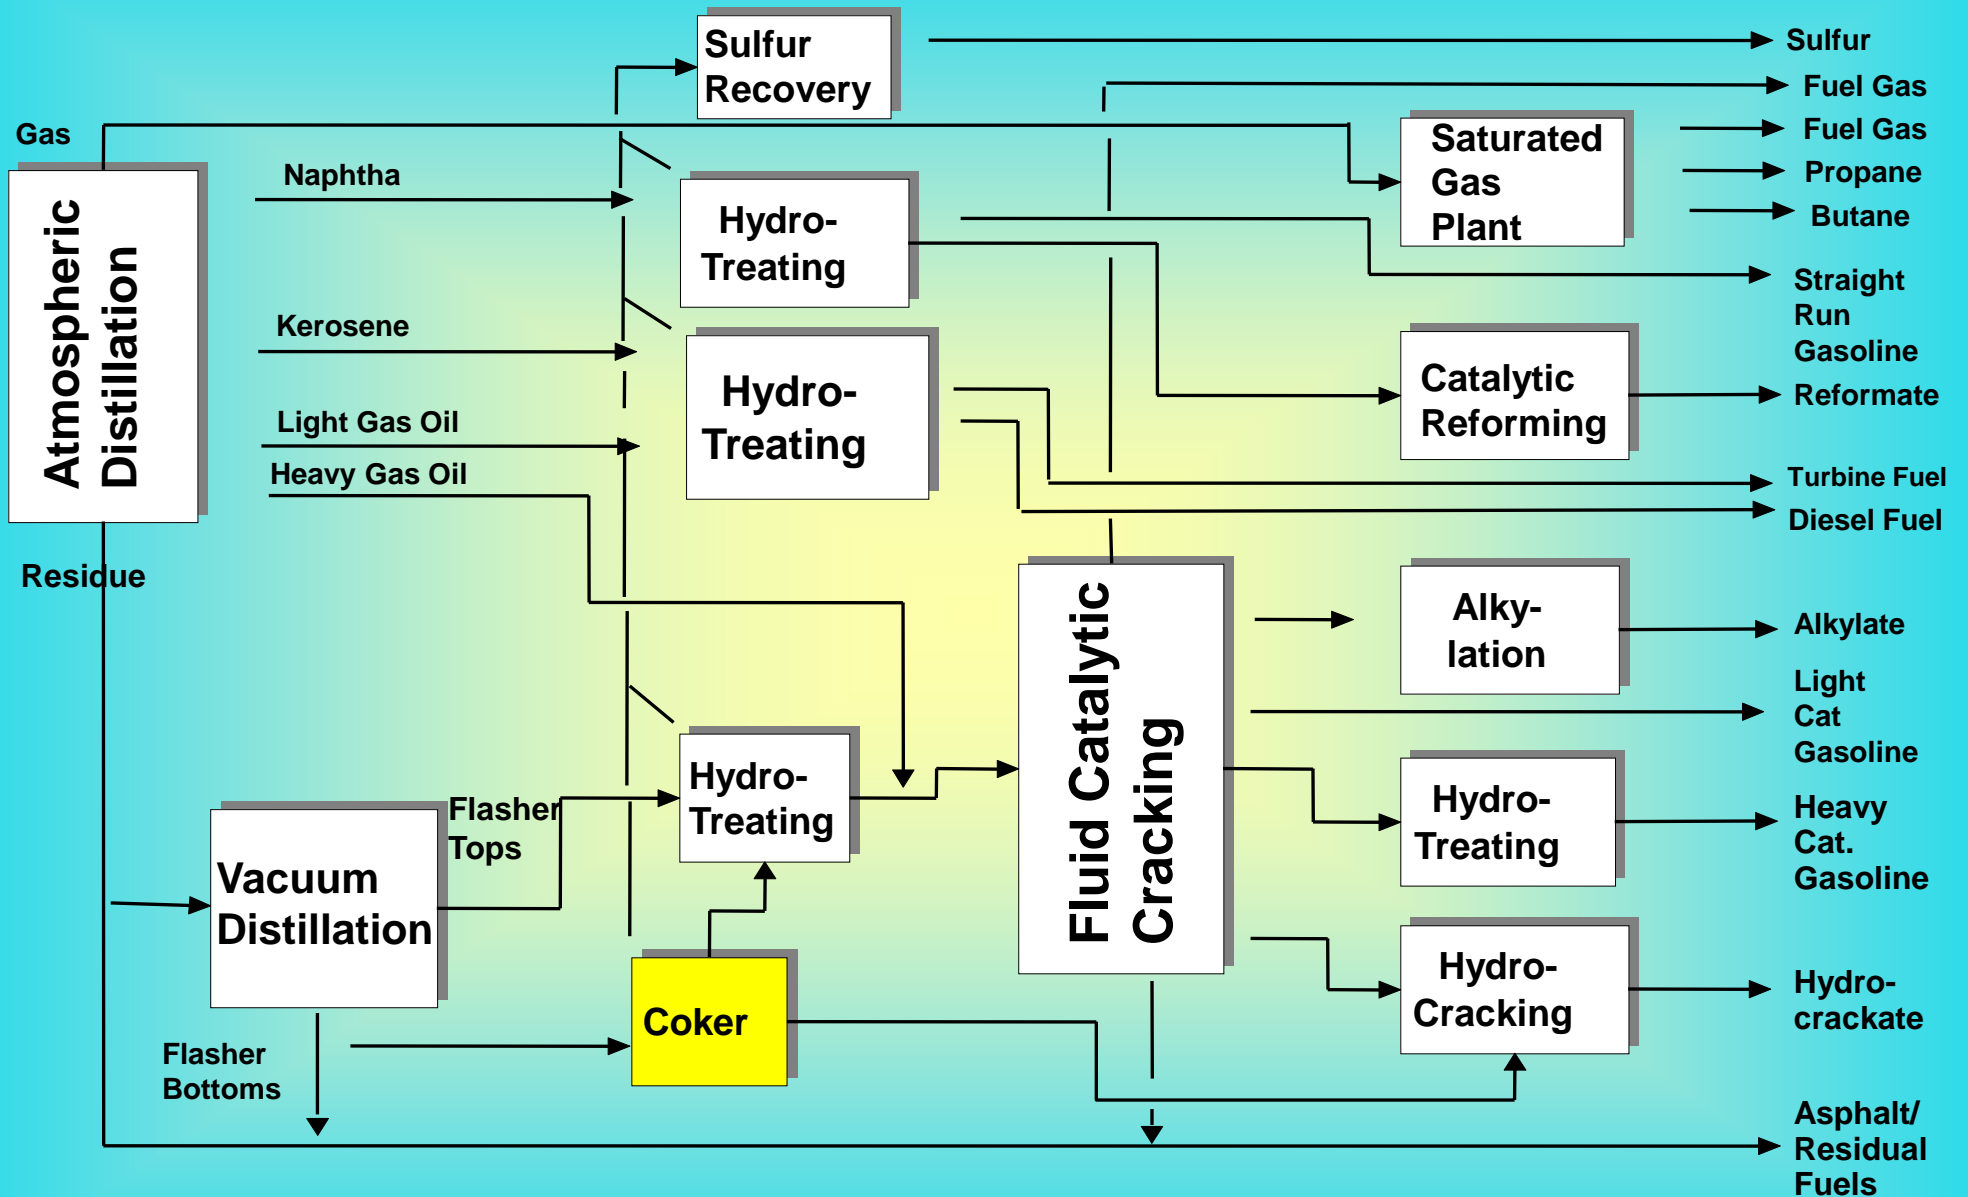 Sulfur
Recovery
Sulfur
Fuel Gas
Gas
Saturated
Gas
Plant
Fuel Gas
Propane
Butane
Naphtha
Hydro-
Treating
Atmospheric
Distillation
Straight
Run
Gasoline
Kerosene
Hydro-
Treating
Catalytic
Reforming
Reformate
Light Gas Oil
Heavy Gas Oil
Turbine Fuel
Diesel Fuel
Residue
Fluid Catalytic
Cracking
Alky-
lation
Alkylate
Light
Cat
Gasoline
Hydro-
Treating
Flasher
Tops
Hydro-
Treating
Heavy
Cat.
Gasoline
Vacuum
Distillation
Hydro-
Cracking
Hydro-
crackate
Coker
Flasher
Bottoms
Asphalt/
Residual
Fuels